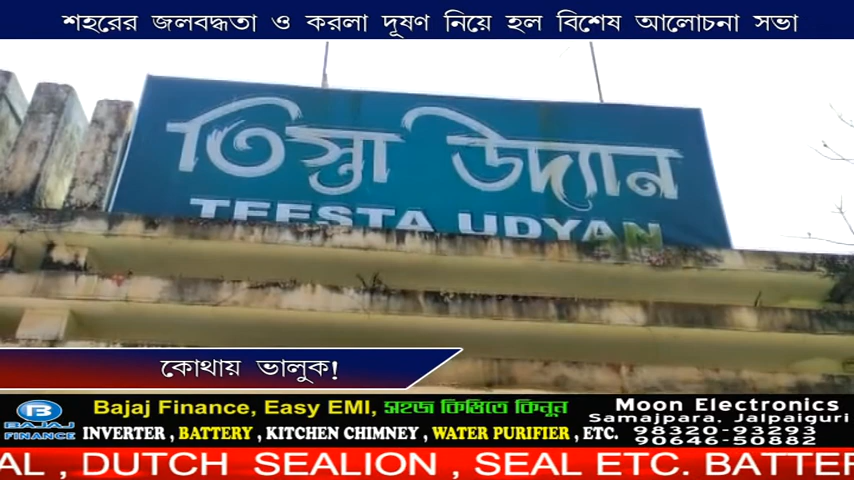 শহরের জলবদ্ধতা ও করলা দূষণ নিয়ে হল বিশেষ আলোচনা সভা
তিস্তা উদ্যান
TEESTA UDYAN
কোথায় ভালুক!
BAJAJ FINANCE
Bajaj Finance, Easy EMI, সহজ কিস্তিতে কিনুন
INVERTER , BATTERY , KITCHEN CHIMNEY , WATER PURIFIER , ETC.
Moon Electronics
Samajpara. Jalpaiguri
98320-93293
90646-50882
AL , DUTCH SEALION , SEAL ETC. BATTER